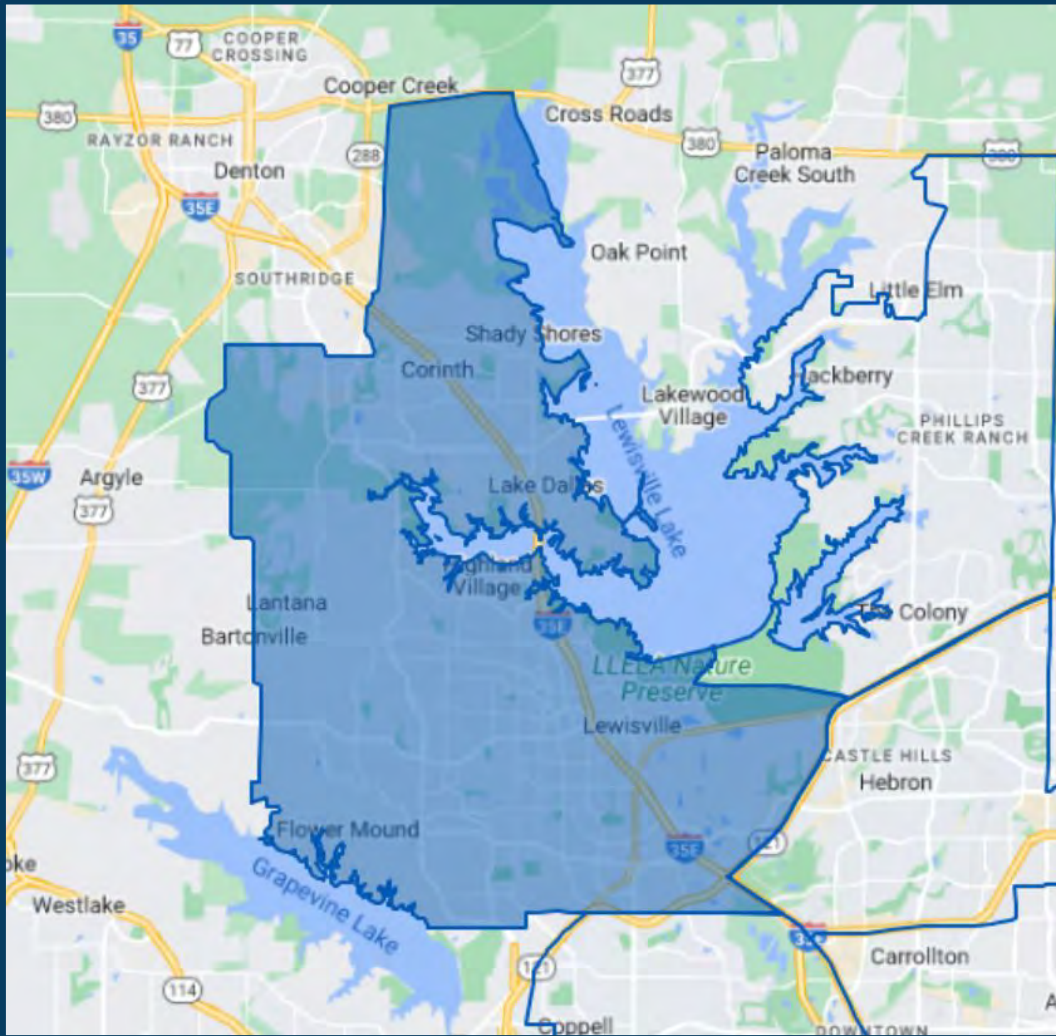 35
77
COOPER
CROSSING
377
Cooper Creek
380
Cross Roads
RAYZOR RANCH
288
380
380
Denton
Paloma
Creek South
35E
Oak Point
SOUTHRIDGE
Little Elm
Shady Shores
377
Corinth
Hackberry
Lakewood
Village
PHILLIPS
CREEK RANCH
Lewisville
Lake
35W
Argyle
Lake Dallas
377
Highland
Village
Lantana
The Colony
35E
Bartonville
LLELA Nature
Preserve
Lewisville
CASTLE HILLS
377
Hebron
Flower Mound
121
35E
oke
Grapevine Lake
Westlake
Carrollton
121
114
A
Coppell
DOWNTOWN